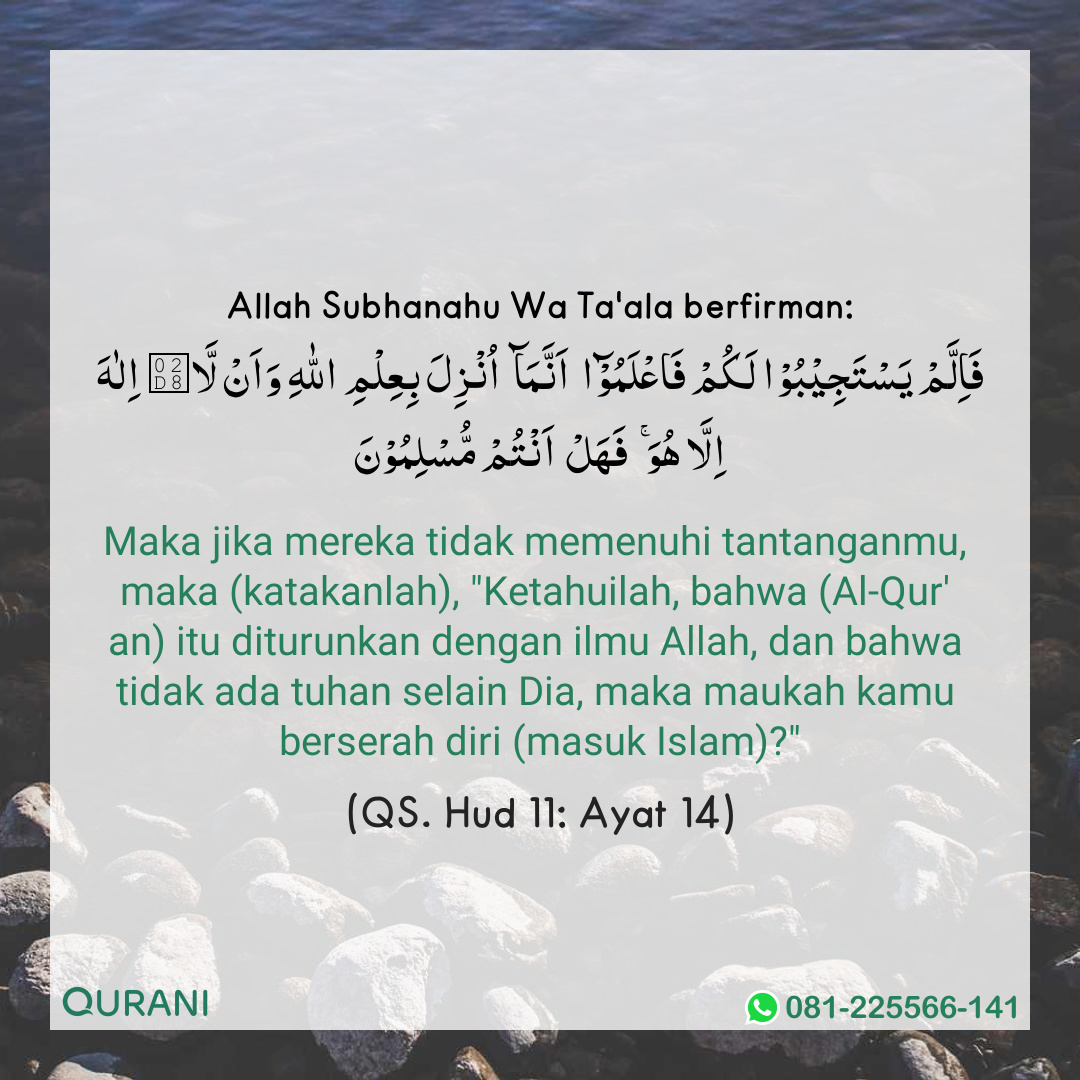 Allah Subhanahu Wa Ta'ala berfirman:
فَاِلَّمْ يَسْتَجِيْبُوْا لَـكُمْ فَاعْلَمُوْۤا اَنَّمَاۤ اُنْزِلَ بِعِلْمِ اللّٰهِ وَاَنْ لَّا˘ اِلٰهَ
اِلَّا هُوَ ۚ فَهَلْ اَنْـتُمْ مُّسْلِمُوْنَ
Maka jika mereka tidak memenuhi tantanganmu,
maka (katakanlah), "Ketahuilah, bahwa (Al-Qur'
an) itu diturunkan dengan ilmu Allah, dan bahwa
tidak ada tuhan selain Dia, maka maukah kamu
berserah diri (masuk Islam)?"
(QS. Hud 11: Ayat 14)
QURANI
081-225566-141